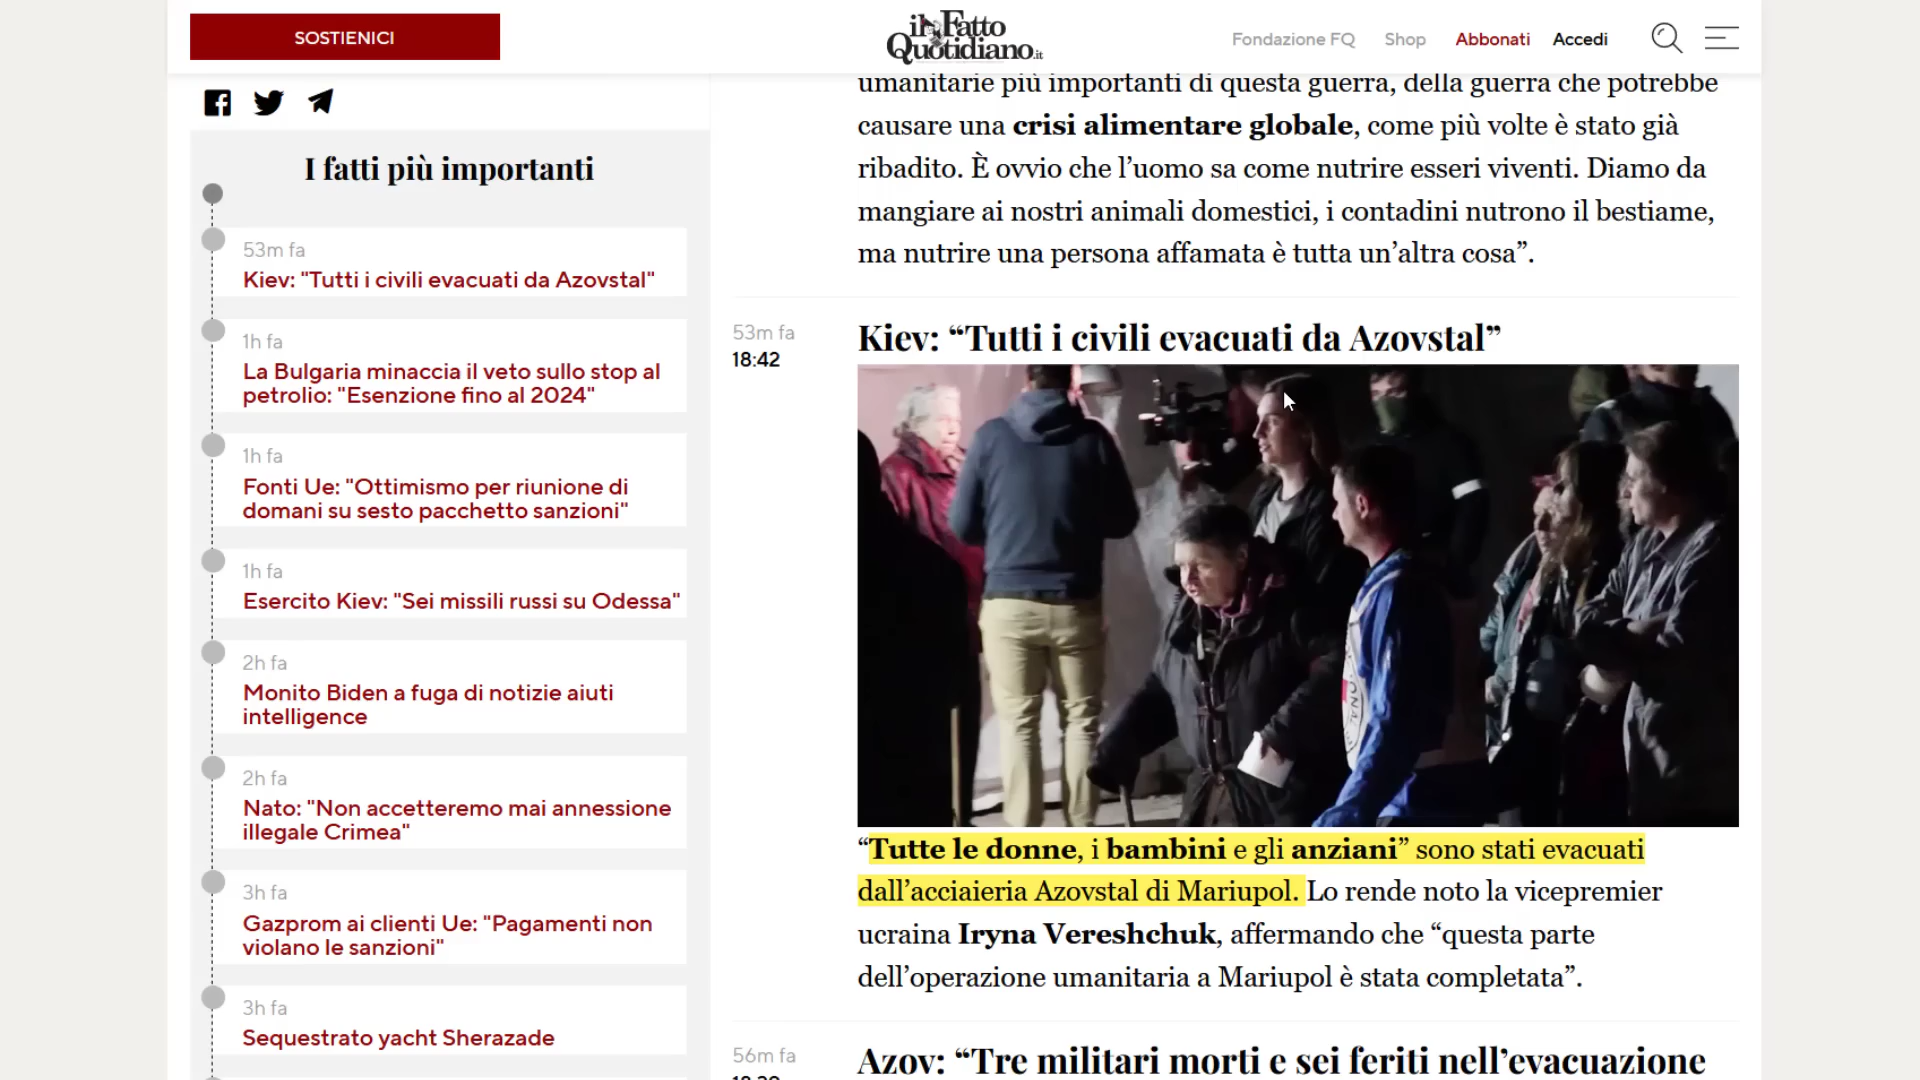 SOSTIENICI
il Fatto
Quotidiano.it
Fondazione FQ
Shop
Abbonati
Accedi
I fatti più importanti
53m fa
Kiev: "Tutti i civili evacuati da Azovstal"
1h fa
La Bulgaria minaccia il veto sullo stop al
petrolio: "Esenzione fino al 2024"
1h fa
Fonti Ue: "Ottimismo per riunione di
domani su sesto pacchetto sanzioni"
1h fa
Esercito Kiev: "Sei missili russi su Odessa"
2h fa
Monito Biden a fuga di notizie aiuti
intelligence
2h fa
Nato: "Non accetteremo mai annessione
illegale Crimea"
3h fa
Gazprom ai clienti Ue: "Pagamenti non
violano le sanzioni"
3h fa
Sequestrato yacht Sherazade
umanitarie più importanti di questa guerra, della guerra che potrebbe
causare una crisi alimentare globale, come più volte è stato già
ribadito. È ovvio che l’uomo sa come nutrire esseri viventi. Diamo da
mangiare ai nostri animali domestici, i contadini nutrono il bestiame,
ma nutrire una persona affamata è tutta un’altra cosa”.
53m fa
18:42
Kiev: “Tutti i civili evacuati da Azovstal”
“Tutte le donne, i bambini e gli anziani” sono stati evacuati
dall’acciaieria Azovstal di Mariupol. Lo rende noto la vicepremier
ucraina Iryna Vereshchuk, affermando che “questa parte
dell’operazione umanitaria a Mariupol è stata completata”.
56m fa
Azov: “Tre militari morti e sei feriti nell’evacuazione